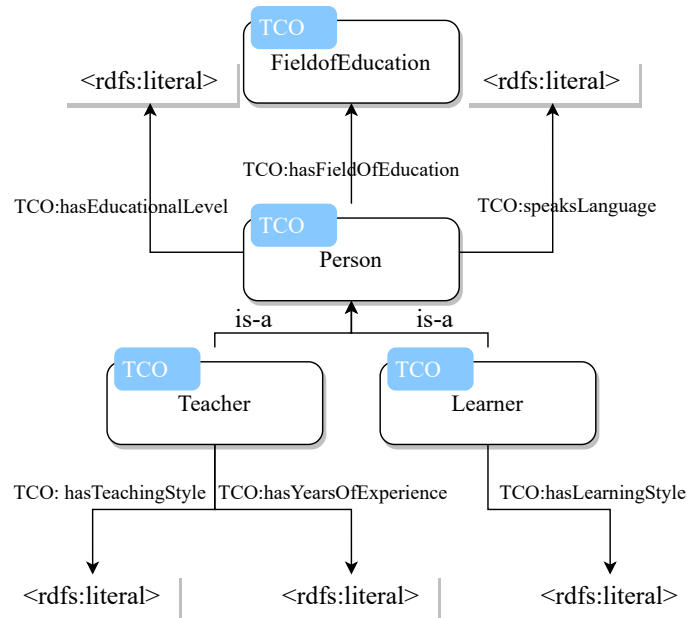 TCO
FieldofEducation
<rdfs:literal>
<rdfs:literal>
TCO:hasFieldOfEducation
TCO:hasEducationalLevel
TCO:speaksLanguage
TCO
Person
is-a
is-a
TCO
Teacher
TCO
Learner
TCO: hasTeachingStyle
TCO:hasYearsOfExperience
TCO:hasLearningStyle
<rdfs:literal>
<rdfs:literal>
<rdfs:literal>